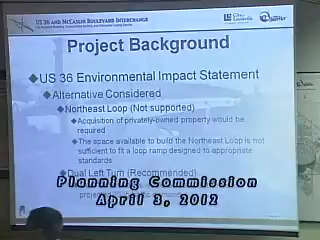 US 36 AND MCCASLIN BOULEVARD INTERCHANGE
Project Background
US 36 Environmental Impact Statement
Alternative Considered
Northeast Loop (Not supported)
Acquisition of privately-owned property would be
required
The space available to build the Northeast Loop is not
sufficient to fit a loop ramp designed to appropriate
standards
Dual Left Turn (Recommended)
Planning Commission
April 3, 2012